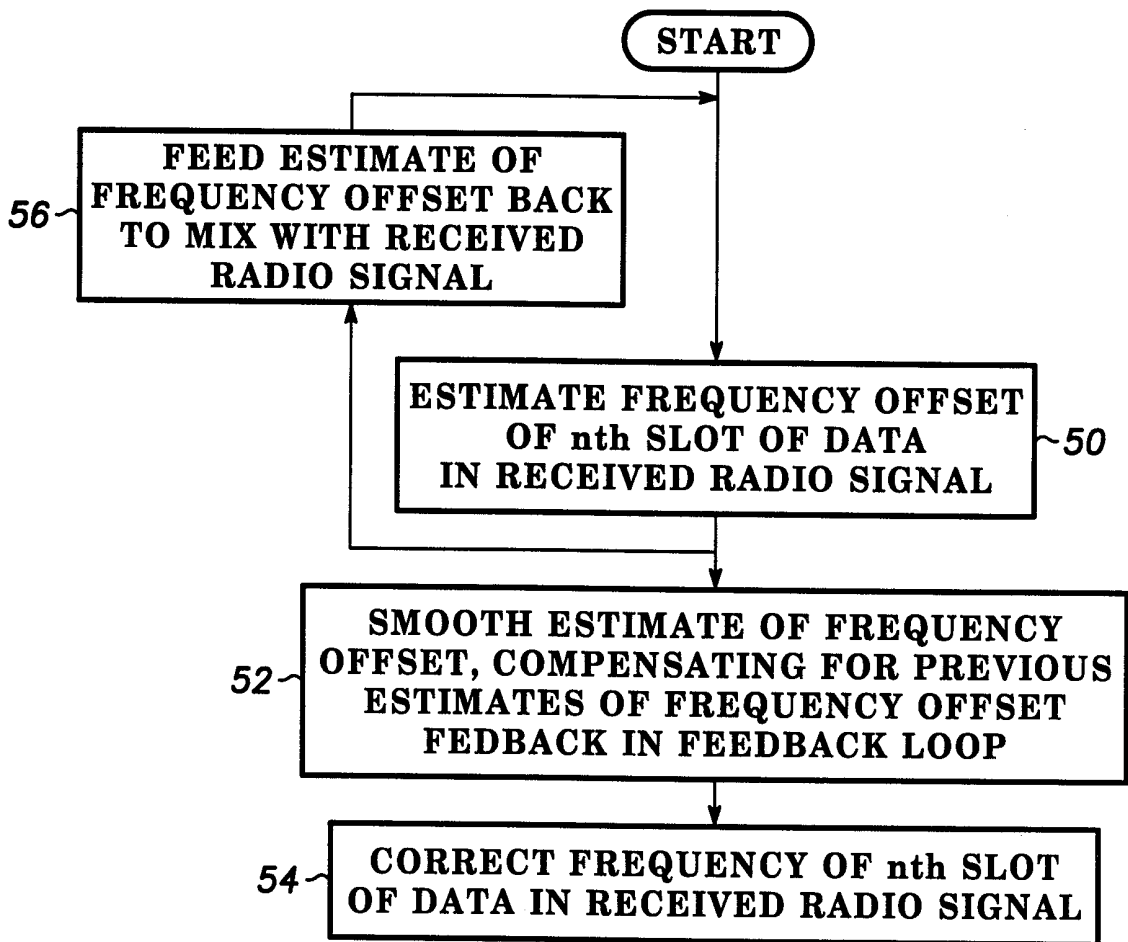 START
FEED ESTIMATE OF
FREQUENCY OFFSET BACK
TO MIX WITH RECEIVED
RADIO SIGNAL
56
ESTIMATE FREQUENCY OFFSET
OF nth SLOT OF DATA
IN RECEIVED RADIO SIGNAL
50
SMOOTH ESTIMATE OF FREQUENCY
OFFSET, COMPENSATING FOR PREVIOUS
ESTIMATES OF FREQUENCY OFFSET
FEDBACK IN FEEDBACK LOOP
52
CORRECT FREQUENCY OF nth SLOT
OF DATA IN RECEIVED RADIO SIGNAL
54